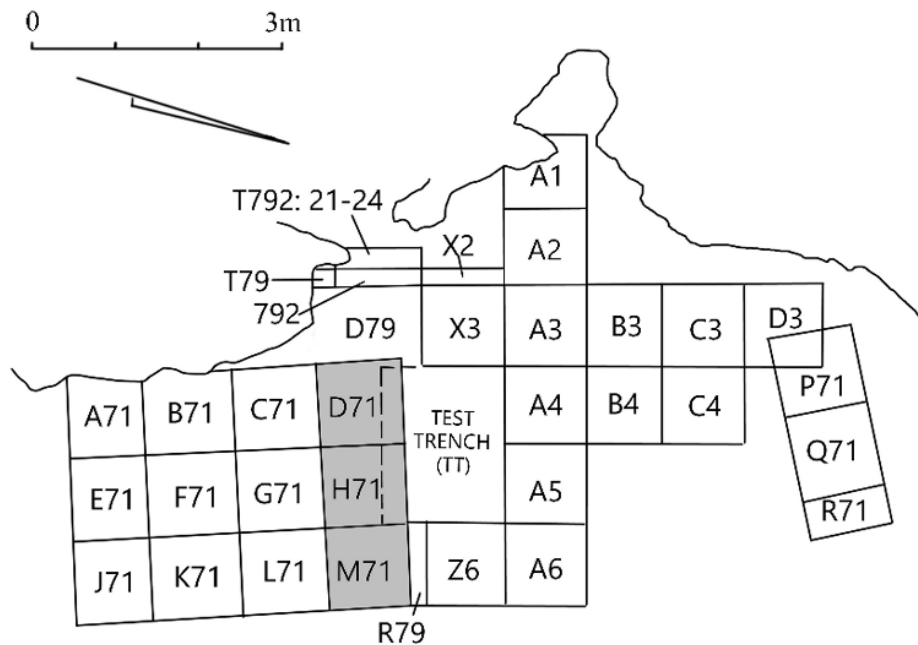 0 3m
A1
T792: 21-24
X2
A2
T79
792
D79
X3
A3
B3
C3
D3
A71
B71
C71
D71
TEST
TRENCH
(TT)
A4
B4
C4
P71
E71
F71
G71
H71
A5
Q71
R71
J71
K71
L71
M71
Z6
A6
R79